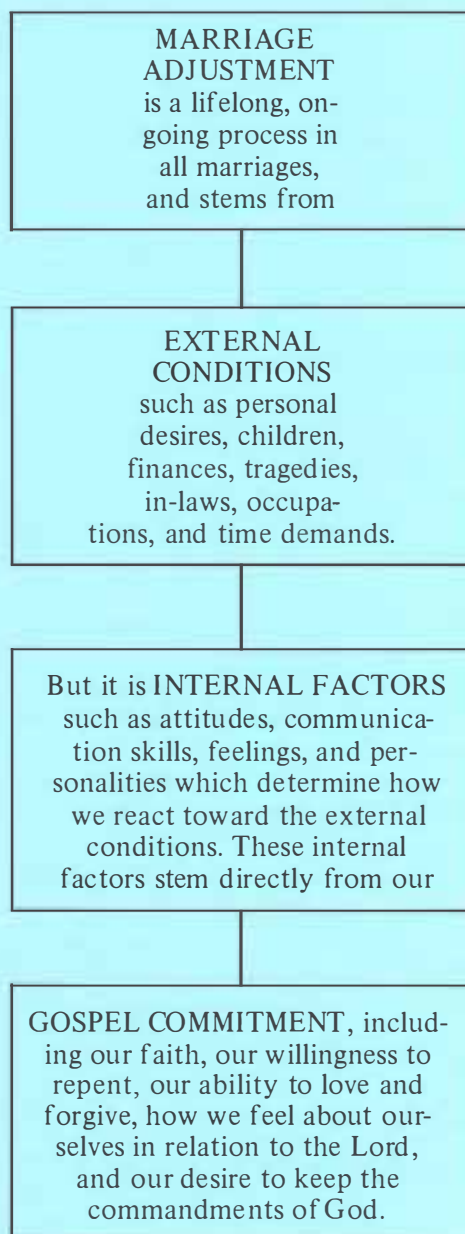 MARRIAGE
ADJUSTMENT
is a lifelong, on-
going process in
all marriages,
and stems from
EXTERNAL
CONDITIONS
such as personal
desires, children,
finances, tragedies,
in-laws, occupa-
tions, and time demands.
But it is INTERNAL FACTORS
such as attitudes, communica-
tion skills, feelings, and per-
sonalities which determine how
we react toward the external
conditions. These internal
factors stem directly from our
GOSPEL COMMITMENT, includ-
ing our faith, our willingness to
repent, our ability to love and
forgive, how we feel about our-
selves in relation to the Lord,
and our desire to keep the
commandments of God.